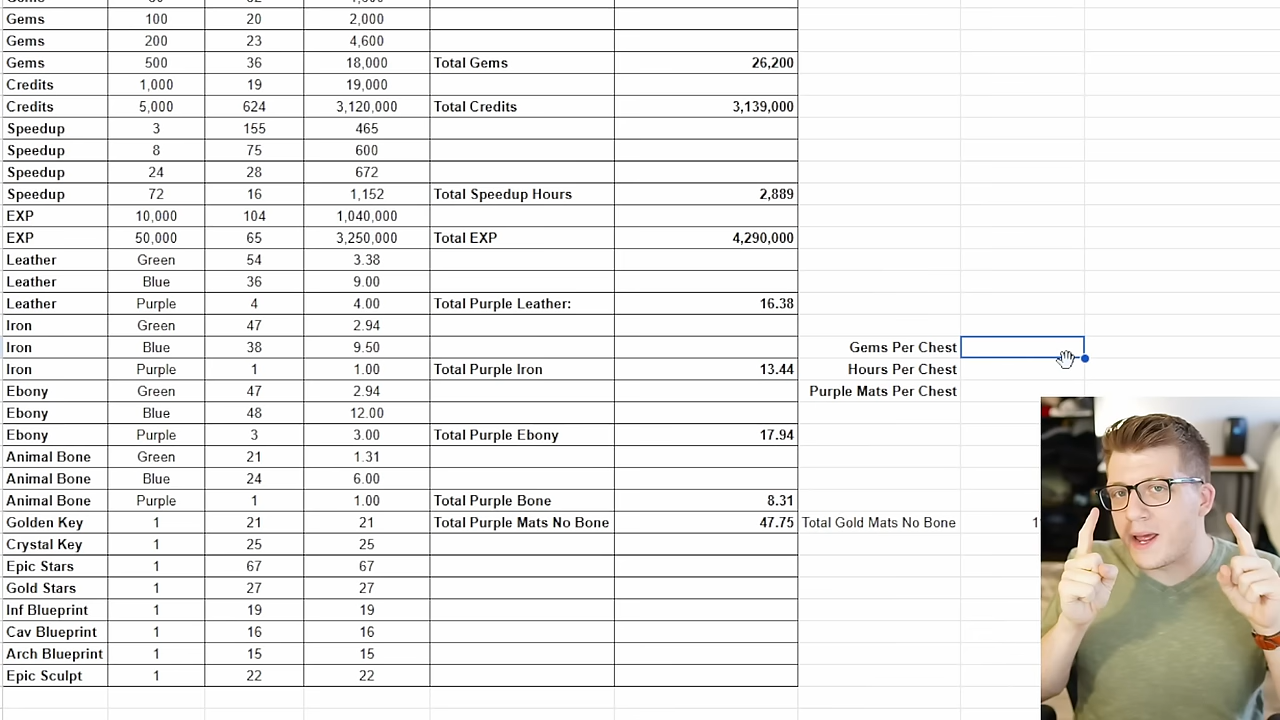 Gems 100 20 2,000
Gems 200 23 4,600
Gems 500 36 18,000 Total Gems 26,200
Credits 1,000 19 19,000
Credits 5,000 624 3,120,000 Total Credits 3,139,000
Speedup 3 155 465
Speedup 8 75 600
Speedup 24 28 672
Speedup 72 16 1,152 Total Speedup Hours 2,889
EXP 10,000 104 1,040,000
EXP 50,000 65 3,250,000 Total EXP 4,290,000
Leather Green 54 3.38
Leather Blue 36 9.00
Leather Purple 4 4.00 Total Purple Leather: 16.38
Iron Green 47 2.94
Iron Blue 38 9.50 Gems Per Chest
Iron Purple 1 1.00 Total Purple Iron 13.44 Hours Per Chest
Ebony Green 47 2.94 Purple Mats Per Chest
Ebony Blue 48 12.00
Ebony Purple 3 3.00 Total Purple Ebony 17.94
Animal Bone Green 21 1.31
Animal Bone Blue 24 6.00
Animal Bone Purple 1 1.00 Total Purple Bone 8.31
Golden Key 1 21 21 Total Purple Mats No Bone 47.75 Total Gold Mats No Bone
Crystal Key 1 25 25
Epic Stars 1 67 67
Gold Stars 1 27 27
Inf Blueprint 1 19 19
Cav Blueprint 1 16 16
Arch Blueprint 1 15 15
Epic Sculpt 1 22 22